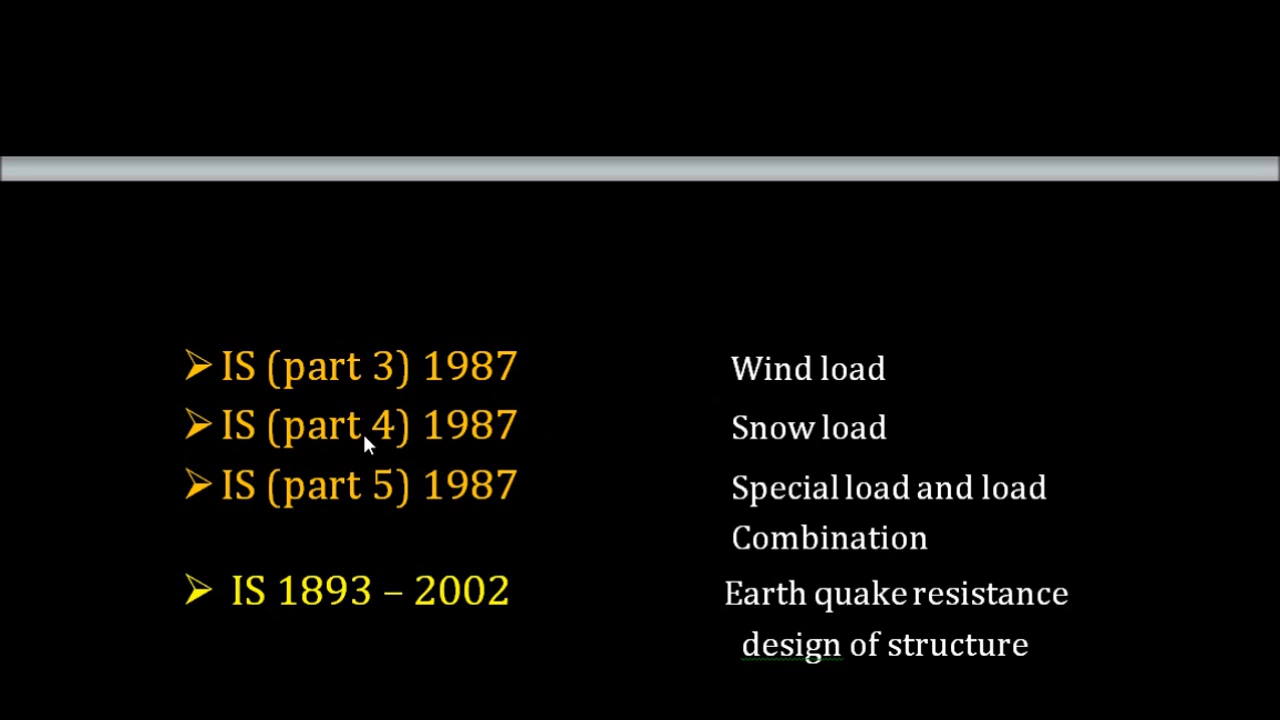 ➢ IS (part 3) 1987 Wind load
➢ IS (part 4) 1987 Snow load
➢ IS (part 5) 1987 Special load and load
Combination
➢ IS 1893 – 2002 Earth quake resistance
design of structure